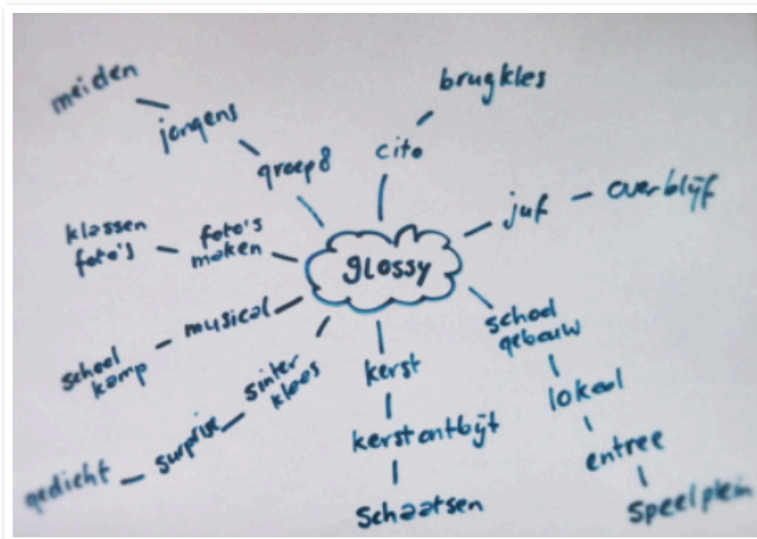 meiden
jongens
groep8
brugklas
cito
juf
overblijf
klassen
foto's
foto's
maken
glossy
school
gebouw
lokaal
entree
speelplein
musical
school
kamp
sinter
klaas
surprise
gedicht
kerst
kerstontbijt
Schaatsen